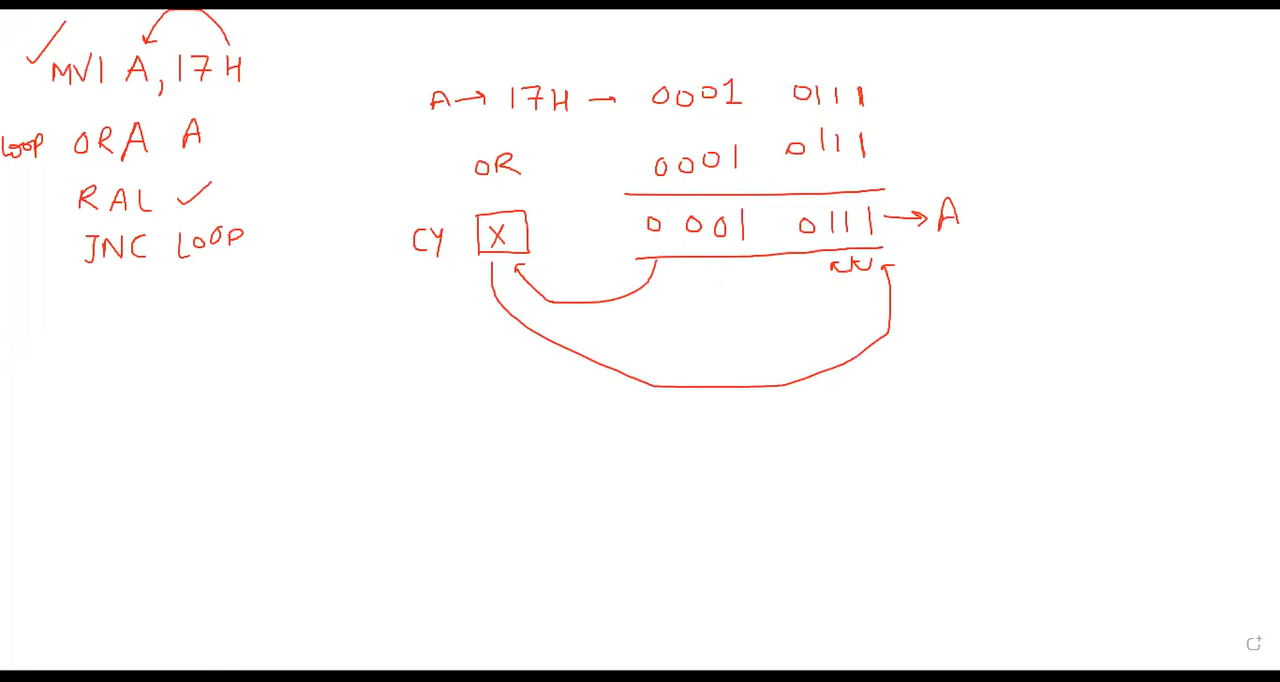 MVI A, 17H
loop ORA A
RAL ✓
JNC LOOP
A → 17H → 0001 0111
OR 0001 0111
CY X 0001 0111 → A